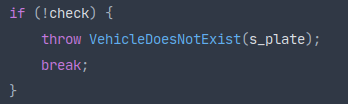 if (!check) {
    throw VehicleDoesNotExist(s_plate);
    break;
}